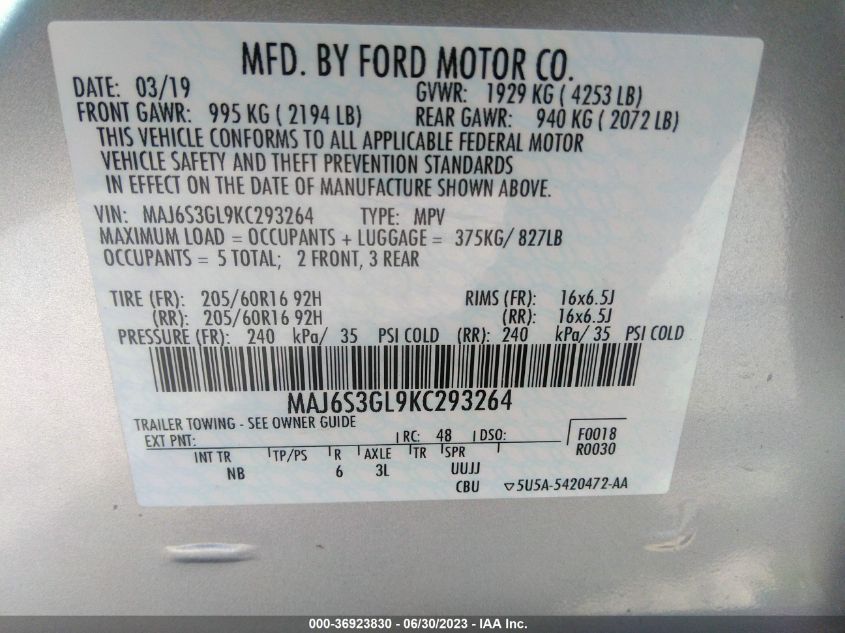 MFD. BY FORD MOTOR CO.
DATE: 03/19 GVWR: 1929 KG ( 4253 LB)
FRONT GAWR: 995 KG ( 2194 LB) REAR GAWR: 940 KG ( 2072 LB)
THIS VEHICLE CONFORMS TO ALL APPLICABLE FEDERAL MOTOR
VEHICLE SAFETY AND THEFT PREVENTION STANDARDS
IN EFFECT ON THE DATE OF MANUFACTURE SHOWN ABOVE.
VIN: MAJ6S3GL9KC293264 TYPE: MPV
MAXIMUM LOAD = OCCUPANTS + LUGGAGE = 375KG/ 827LB
OCCUPANTS = 5 TOTAL; 2 FRONT, 3 REAR
TIRE (FR): 205/60R16 92H RIMS (FR): 16x6.5J
(RR): 205/60R16 92H (RR): 16x6.5J
PRESSURE (FR): 240 kPa/ 35 PSI COLD (RR): 240 kPa/ 35 PSI COLD
MAJ6S3GL9KC293264
TRAILER TOWING - SEE OWNER GUIDE
EXT PNT: RC: 48 DSO: F0018
R0030
INT TR TP/PS R AXLE TR SPR
NB 6 3L UUJJ
CBU ▽5U5A-5420472-AA
000-36923830 - 06/30/2023 - IAA Inc.